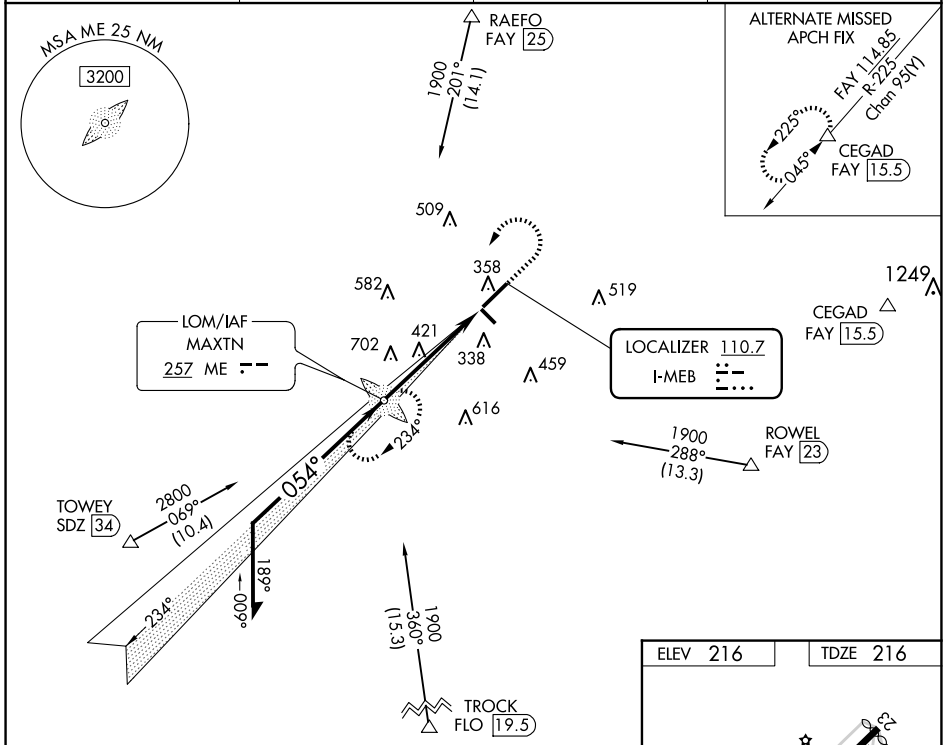 MSA ME 25 NM
3200
RAEFO
FAY 25
1900
201°
(14.1)
ALTERNATE MISSED
APCH FIX
FAY 114.85
R-225
Chan 95(Y)
225°
045°
CEGAD
FAY 15.5
509
358
582
519
1249
CEGAD
FAY 15.5
LOM/IAF
MAXTN
257 ME
702
421
338
459
LOCALIZER 110.7
I-MEB
616
234°
1900
288°
(13.3)
ROWEL
FAY 23
054°
TOWEY
SDZ 34
2800
069°
(10.4)
189°
009°
234°
1900
360°
(15.3)
TROCK
FLO 19.5
ELEV 216
TDZE 216
23